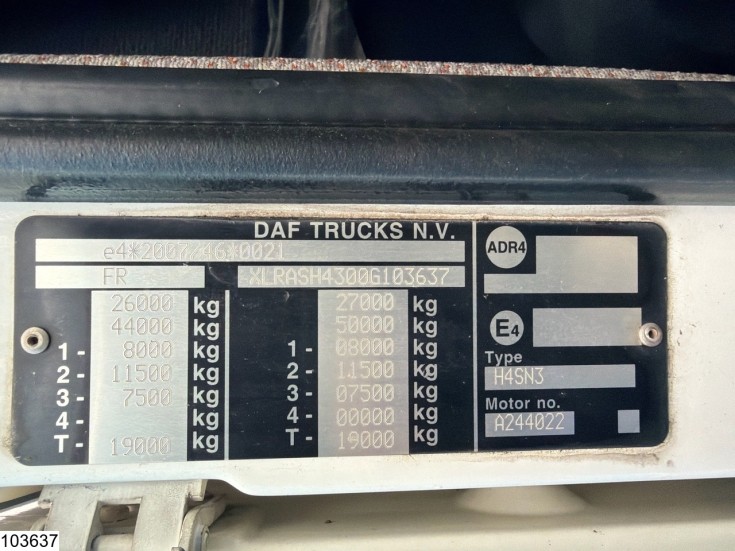 DAF TRUCKS N.V.
e4*2007/46*0021
FR XLRASH4300G103637
26000 kg 27000 kg
44000 kg 50000 kg
1- 8000 kg 1- 08000 kg
2- 11500 kg 2- 11500 kg
3- 7500 kg 3- 07500 kg
4- kg 4- 00000 kg
T- 19000 kg T- 19000 kg
ADR4
E4
Type
H4SN3
Motor no.
A244022
103637